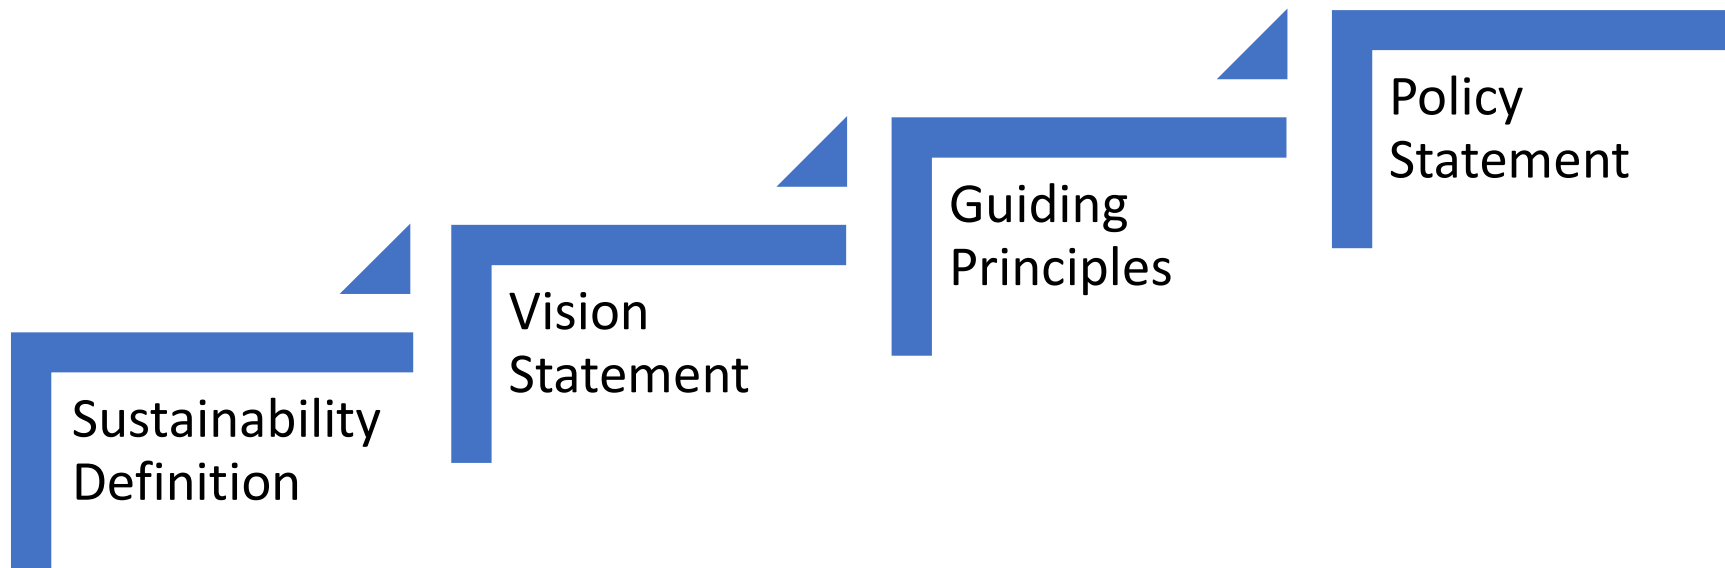 Sustainability
Definition
Vision
Statement
Guiding
Principles
Policy
Statement